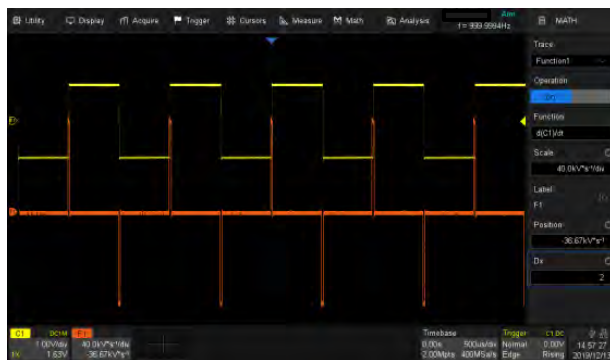 Utility
Display
Acquire
Trigger
Cursors
Measure
Math
Analysis
f = 999.9994Hz
MATH
Trace
Function1
Operation
On
Function
d(C1)/dt
Scale
40.0kV*s⁻¹/div
Label
F1
Position
-36.67kV*s⁻¹
Dx
2
C1
DC1M
1.00V/div
1X
1.63V
F1
40.0kV*s⁻¹/div
-36.67kV*s⁻¹
Timebase
0.00s
500us/div
2.00Mpts
400MSa/s
Trigger
C1 DC
Normal
0.00V
Edge
Rising
14:57:27